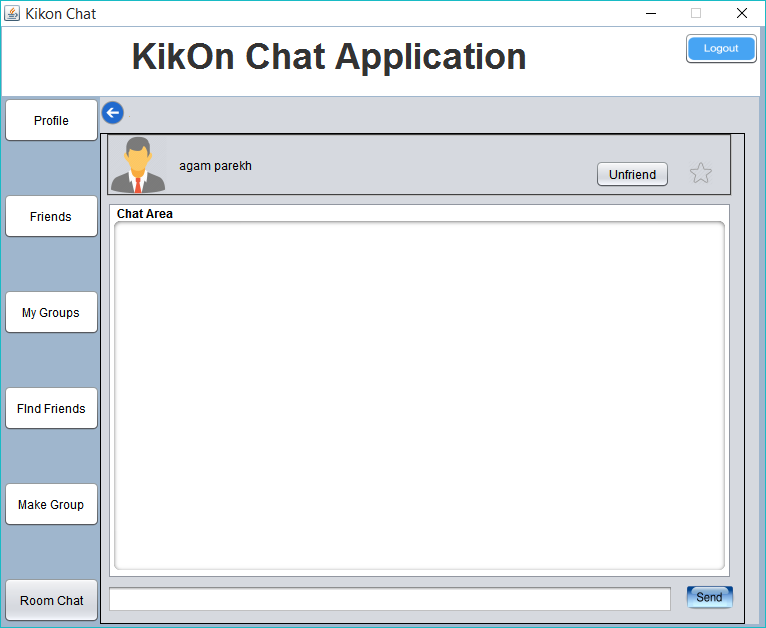 Kikon Chat
KikOn Chat Application
Logout
Profile
agam parekh
Unfriend
Friends
Chat Area
My Groups
FInd Friends
Make Group
Room Chat
Send